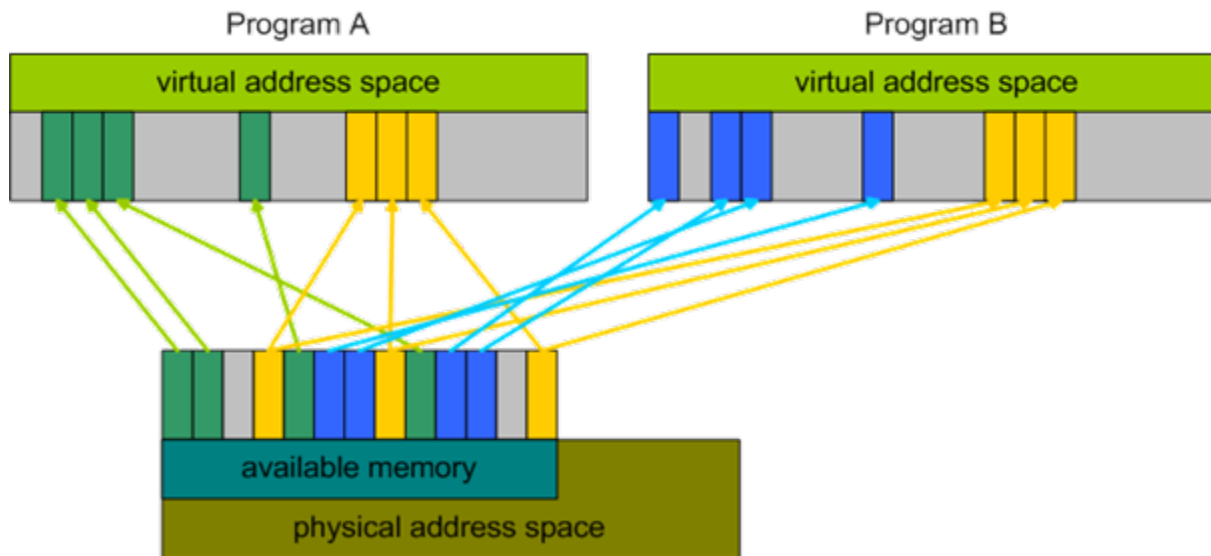 Program A
Program B
virtual address space
virtual address space
available memory
physical address space